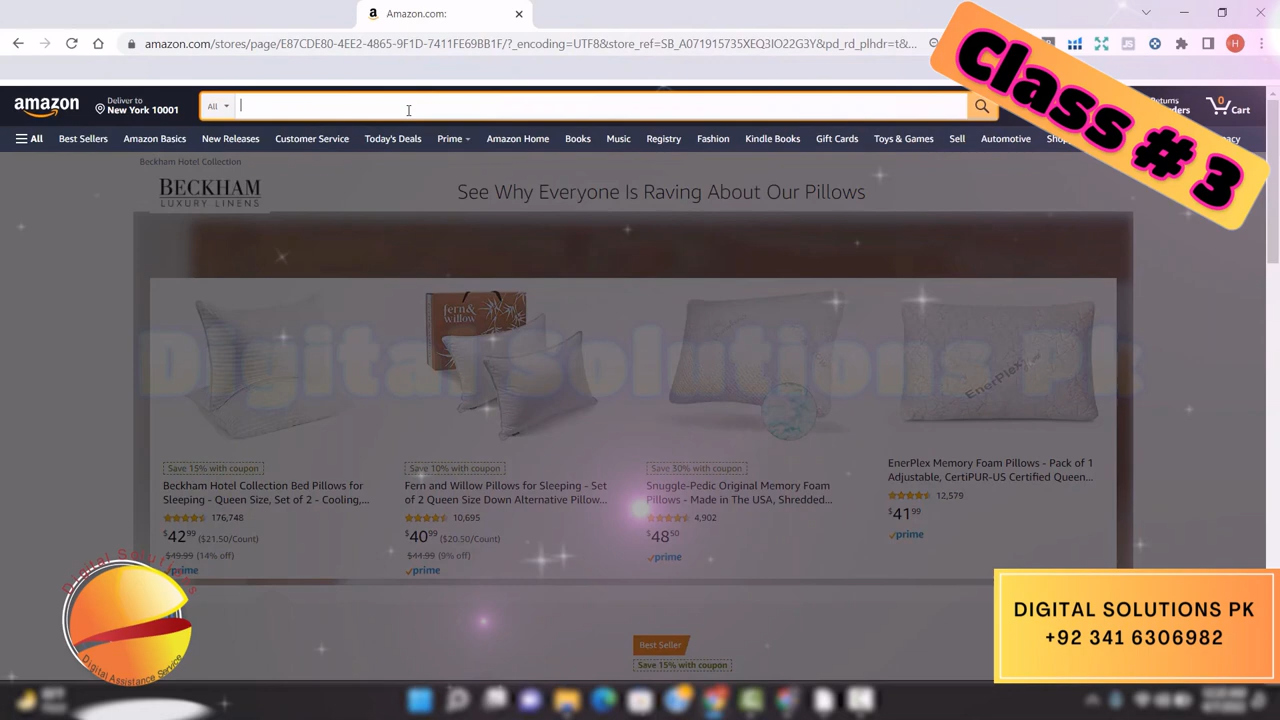 Amazon.com:
amazon.com/stores/page/E87CDE80-4EE2-46F5-9F1D-7411FE69BB1F/?_encoding=UTF8&store_ref=SB_A071915735XEQ3IO22G3Y&pd_rd_plhdr=t&u...
Class # 3
amazon
Deliver to
New York 10001
All
Returns
Cart
0
All
Best Sellers
Amazon Basics
New Releases
Customer Service
Today's Deals
Prime
Amazon Home
Books
Music
Registry
Fashion
Kindle Books
Gift Cards
Toys & Games
Sell
Automotive
Beckham Hotel Collection
BECKHAM
LUXURY LINENS
See Why Everyone Is Raving About Our Pillows
fern&
willow
EnerPlex
Digital Solutions Pk
Save 15% with coupon
Beckham Hotel Collection Bed Pillows for
Sleeping - Queen Size, Set of 2 - Cooling,...
176,748
$42.99 ($21.50/Count)
$49.99 (14% off)
prime
Save 10% with coupon
Fern and Willow Pillows for Sleeping - Set
of 2 Queen Size Down Alternative Pillow...
10,695
$40.99 ($20.50/Count)
$44.99 (9% off)
prime
Save 30% with coupon
Snuggle-Pedic Original Memory Foam
Pillows - Made in The USA, Shredded...
4,902
$48.50
prime
EnerPlex Memory Foam Pillows - Pack of 1
Adjustable, CertiPUR-US Certified Queen...
12,579
$41.99
prime
Best Seller
Save 15% with coupon
Digital Solutions
Digital Assistance Service
DIGITAL SOLUTIONS PK
+92 341 6306982